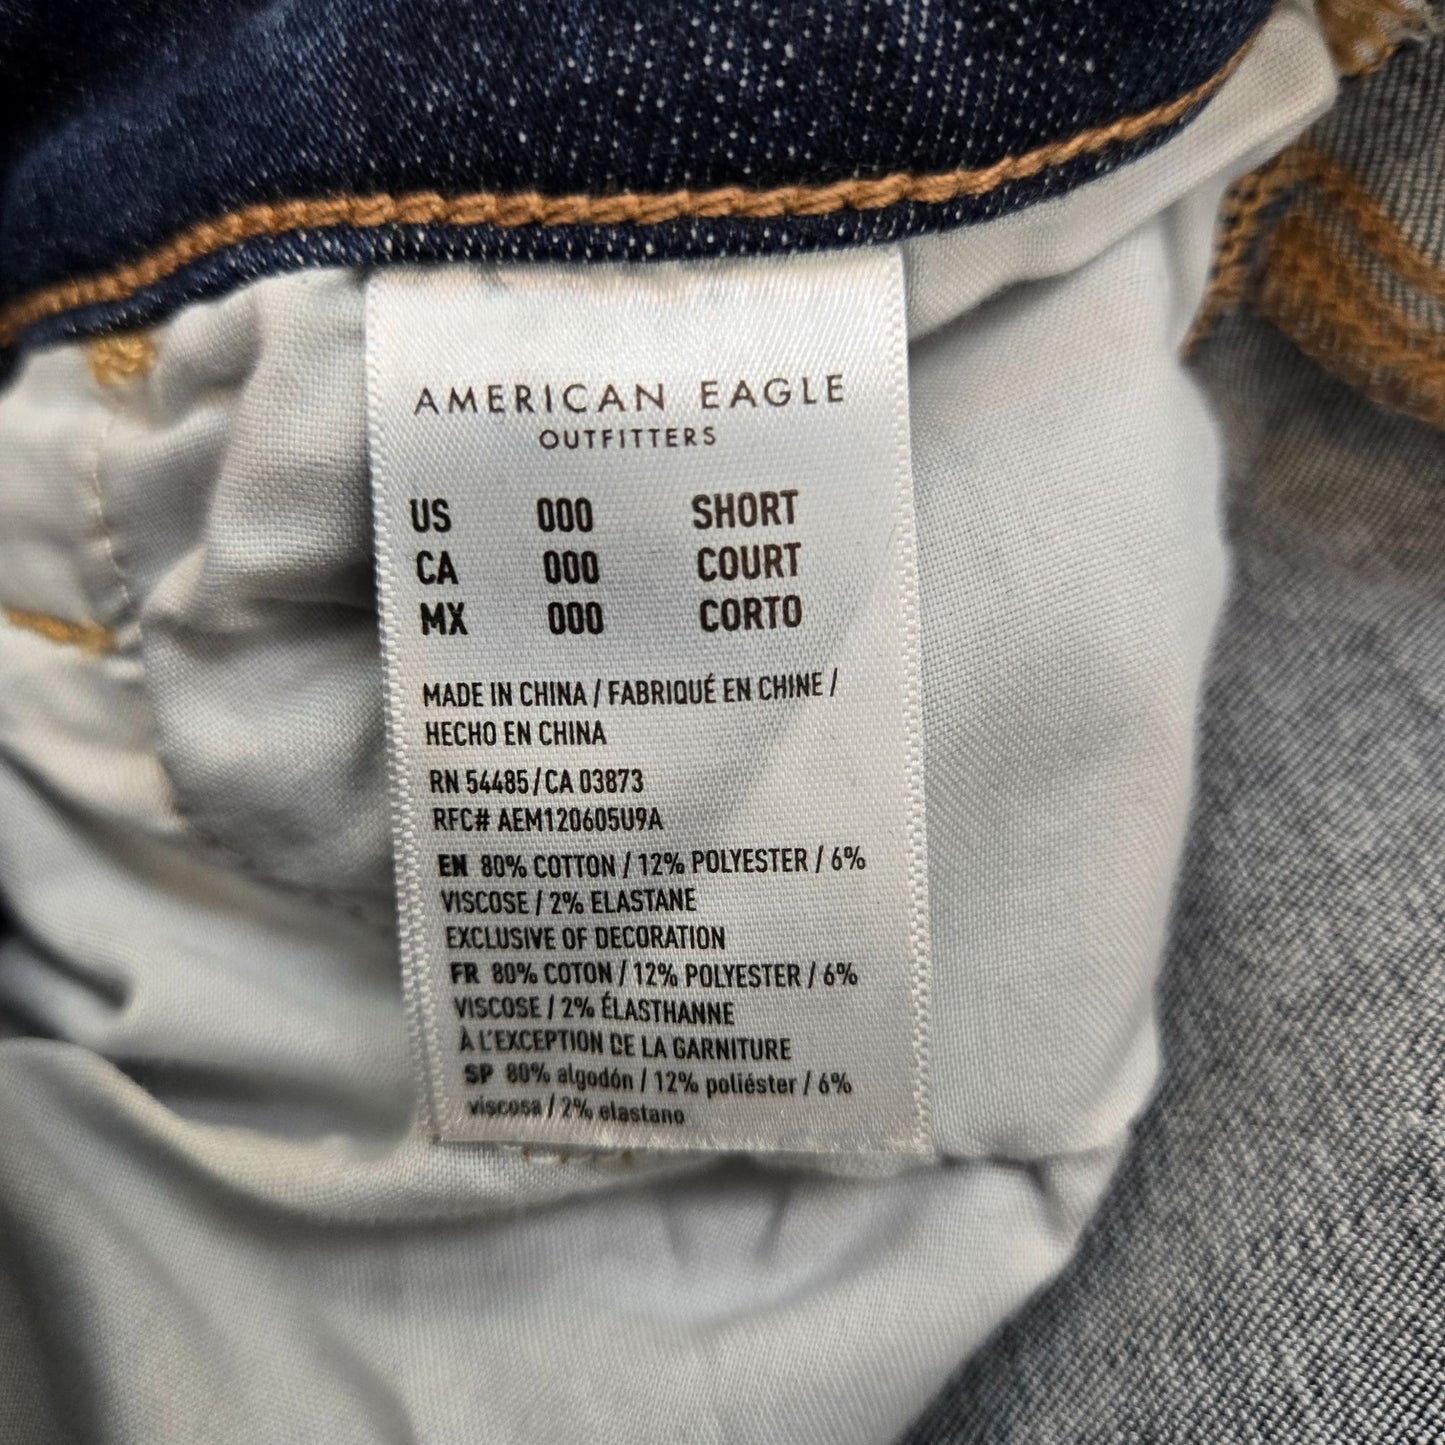 AMERICAN EAGLE
OUTFITTERS
US 000 SHORT
CA 000 COURT
MX 000 CORTO
MADE IN CHINA / FABRIQUÉ EN CHINE /
HECHO EN CHINA
RN 54485/CA 03873
RFC# AEM120605U9A
EN 80% COTTON / 12% POLYESTER / 6%
VISCOSE / 2% ELASTANE
EXCLUSIVE OF DECORATION
FR 80% COTON / 12% POLYESTER / 6%
VISCOSE / 2% ÉLASTHANNE
À L'EXCEPTION DE LA GARNITURE
SP 80% algodón / 12% poliéster / 6%
viscosa / 2% elastano